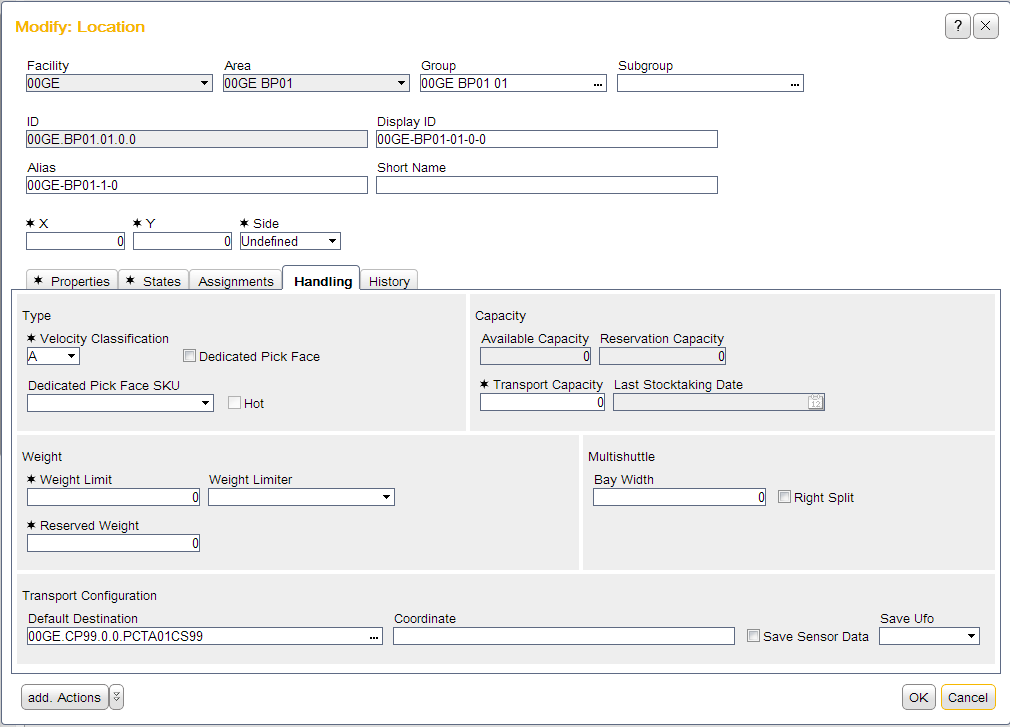 Modify: Location
?
Facility Area Group Subgroup
00GE 00GE BP01 00GE BP01 01 ... ...
ID Display ID
00GE.BP01.01.0.0 00GE-BP01-01-0-0
Alias Short Name
00GE-BP01-1-0
✶ X ✶ Y ✶ Side
0 0 Undefined
✶ Properties ✶ States Assignments Handling History
Type Capacity
✶ Velocity Classification Available Capacity Reservation Capacity
A Dedicated Pick Face 0 0
Dedicated Pick Face SKU ✶ Transport Capacity Last Stocktaking Date
Hot 0 12
Weight Multishuttle
✶ Weight Limit Weight Limiter Bay Width
0 0 Right Split
✶ Reserved Weight
0
Transport Configuration
Default Destination Coordinate Save Ufo
00GE.CP99.0.0.PCTA01CS99 ... Save Sensor Data
add. Actions OK Cancel